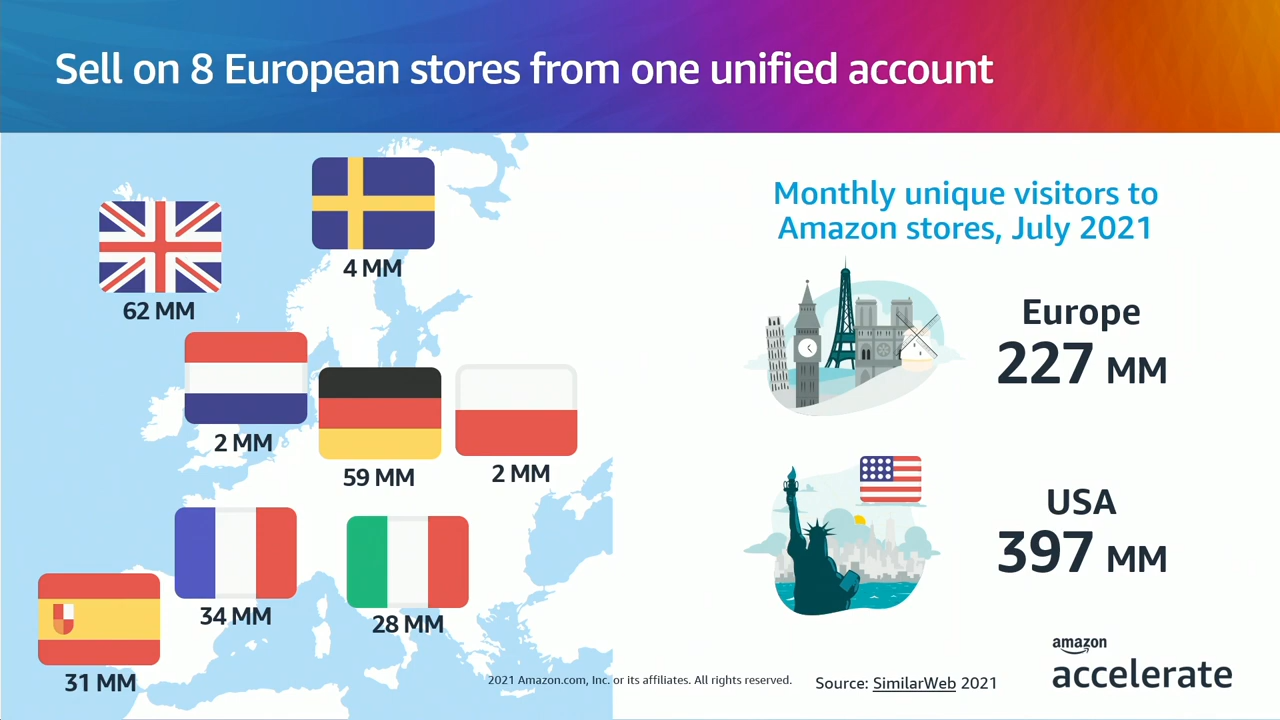 Sell on 8 European stores from one unified account
4 MM
62 MM
2 MM
59 MM
2 MM
34 MM
28 MM
31 MM
Monthly unique visitors to
Amazon stores, July 2021
Europe
227 MM
USA
397 MM
2021 Amazon.com, Inc. or its affiliates. All rights reserved.
Source: SimilarWeb 2021
amazon
accelerate